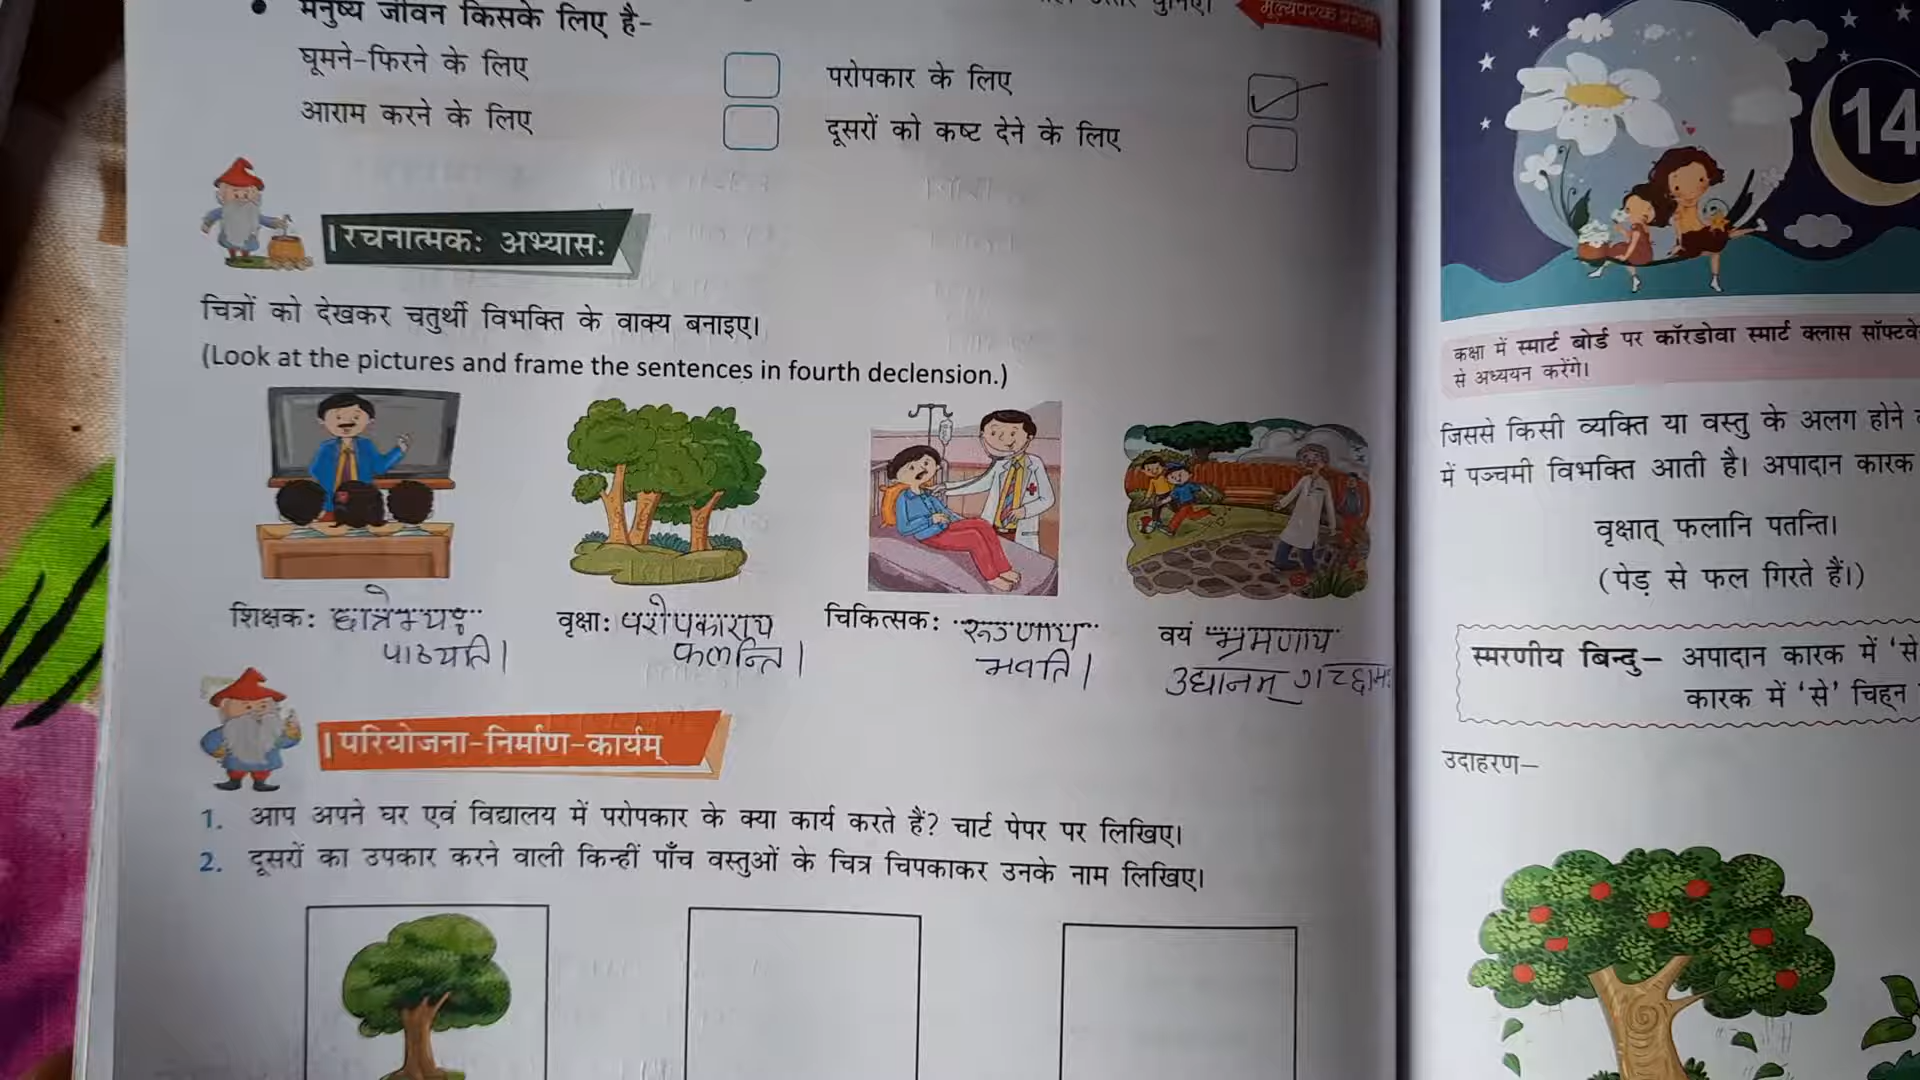 मनुष्य जीवन किसके लिए है-
मूल्यपरक प्रश्न
घूमने-फिरने के लिए
परोपकार के लिए
आराम करने के लिए
दूसरों को कष्ट देने के लिए
रचनात्मकः अभ्यासः
चित्रों को देखकर चतुर्थी विभक्ति के वाक्य बनाइए।
(Look at the pictures and frame the sentences in fourth declension.)
शिक्षकः छात्रेभ्यः
पाठयति।
वृक्षाः परोपकाराय
फलन्ति।
चिकित्सकः रुग्णाय
भवति।
वयं भ्रमणाय
उद्यानम् गच्छामः
परियोजना-निर्माण-कार्यम्
1. आप अपने घर एवं विद्यालय में परोपकार के क्या कार्य करते हैं? चार्ट पेपर पर लिखिए।
2. दूसरों का उपकार करने वाली किन्हीं पाँच वस्तुओं के चित्र चिपकाकर उनके नाम लिखिए।
14
कक्षा में स्मार्ट बोर्ड पर कॉरडोवा स्मार्ट क्लास
से अध्ययन करेंगे।
जिससे किसी व्यक्ति या वस्तु के अलग होने
में पञ्चमी विभक्ति आती है। अपादान कारक
वृक्षात् फलानि पतन्ति।
(पेड़ से फल गिरते हैं।)
स्मरणीय बिन्दु- अपादान कारक में 'से
कारक में 'से' चिह्न
उदाहरण-